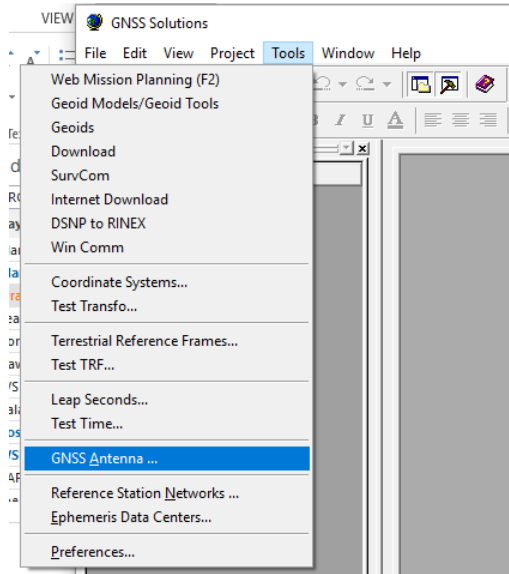 VIEW
GNSS Solutions
File Edit View Project Tools Window Help
Web Mission Planning (F2)
Geoid Models/Geoid Tools
Geoids
Download
SurvCom
Internet Download
DSNP to RINEX
Win Comm
Coordinate Systems...
Test Transfo...
Terrestrial Reference Frames...
Test TRF...
Leap Seconds...
Test Time...
GNSS Antenna ...
Reference Station Networks ...
Ephemeris Data Centers...
Preferences...
I U A